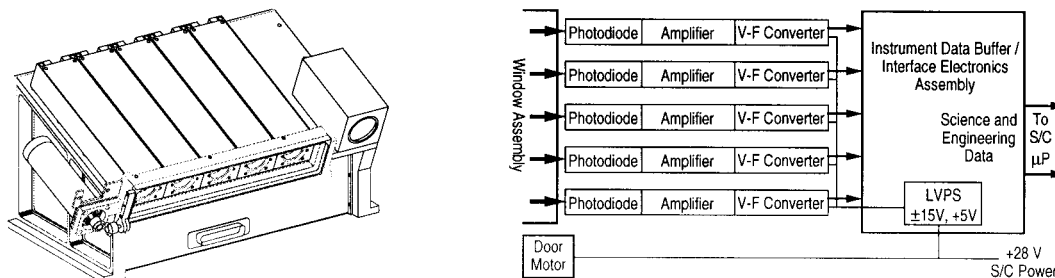 Window Assembly
Photodiode Amplifier V-F Converter
Photodiode Amplifier V-F Converter
Photodiode Amplifier V-F Converter
Photodiode Amplifier V-F Converter
Photodiode Amplifier V-F Converter
Instrument Data Buffer /
Interface Electronics
Assembly
Science and
Engineering
Data
To
S/C
µP
LVPS
±15V, +5V
Door
Motor
+28 V
S/C Power